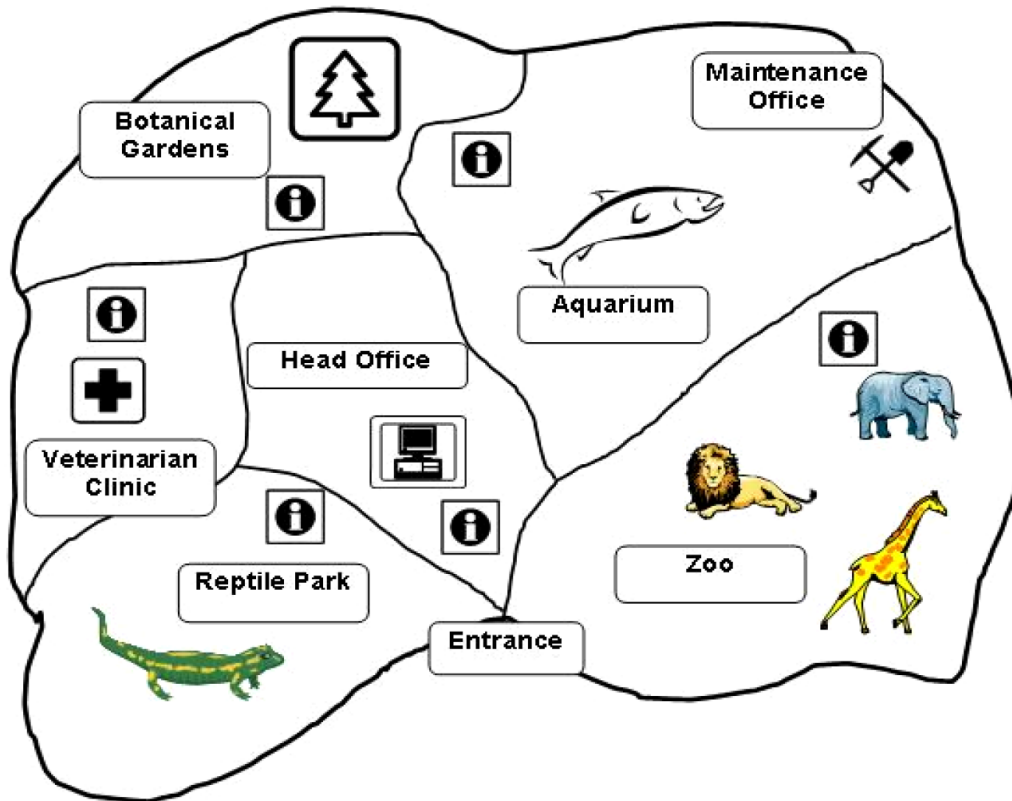 Maintenance
Office
Botanical
Gardens
Aquarium
Head Office
Veterinarian
Clinic
Zoo
Reptile Park
Entrance